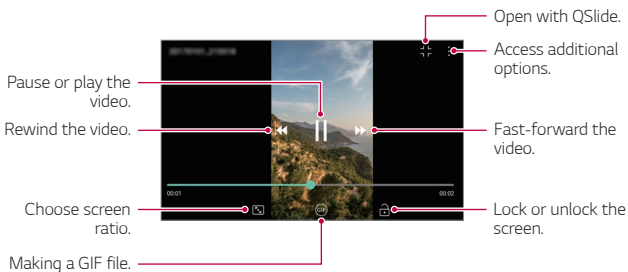 Open with QSlide.
Access additional
options.
Pause or play the
video.
Rewind the video.
Fast-forward the
video.
00:01
00:02
Choose screen
ratio.
GIF
Lock or unlock the
screen.
Making a GIF file.